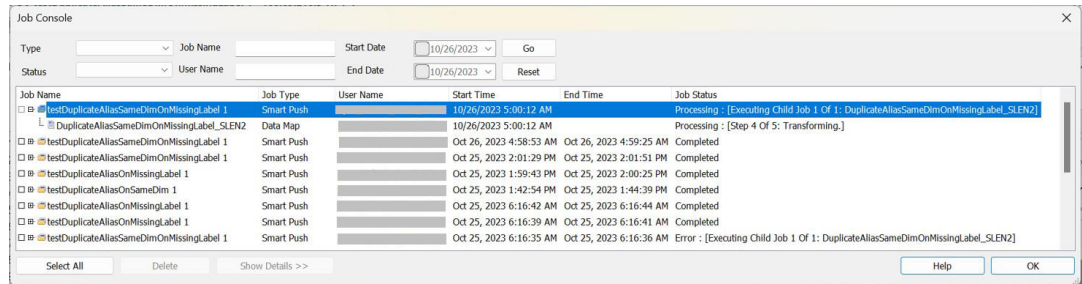 Job Console
Type Job Name Start Date 10/26/2023 Go
Status User Name End Date 10/26/2023 Reset
Job Name Job Type User Name Start Time End Time Job Status
testDuplicateAliasSameDimOnMissingLabel 1 Smart Push 10/26/2023 5:00:12 AM Processing : [Executing Child Job 1 Of 1: DuplicateAliasSameDimOnMissingLabel_SLEN2]
DuplicateAliasSameDimOnMissingLabel_SLEN2 Data Map 10/26/2023 5:00:12 AM Processing : [Step 4 Of 5: Transforming.]
testDuplicateAliasSameDimOnMissingLabel 1 Smart Push Oct 26, 2023 4:58:53 AM Oct 26, 2023 4:59:25 AM Completed
testDuplicateAliasSameDimOnMissingLabel 1 Smart Push Oct 25, 2023 2:01:29 PM Oct 25, 2023 2:01:51 PM Completed
testDuplicateAliasOnMissingLabel 1 Smart Push Oct 25, 2023 1:59:43 PM Oct 25, 2023 2:00:25 PM Completed
testDuplicateAliasOnSameDim 1 Smart Push Oct 25, 2023 1:42:54 PM Oct 25, 2023 1:44:39 PM Completed
testDuplicateAliasOnMissingLabel 1 Smart Push Oct 25, 2023 6:16:42 AM Oct 25, 2023 6:16:44 AM Completed
testDuplicateAliasOnMissingLabel 1 Smart Push Oct 25, 2023 6:16:39 AM Oct 25, 2023 6:16:41 AM Completed
testDuplicateAliasSameDimOnMissingLabel 1 Smart Push Oct 25, 2023 6:16:35 AM Oct 25, 2023 6:16:36 AM Error : [Executing Child Job 1 Of 1: DuplicateAliasSameDimOnMissingLabel_SLEN2]
Select All Delete Show Details >> Help OK